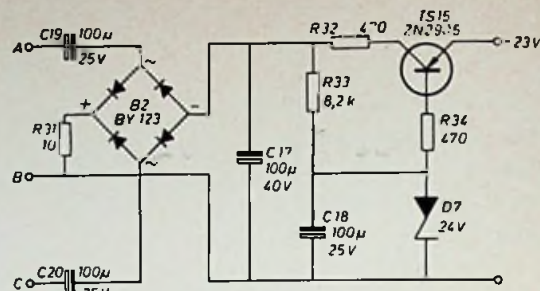 C19
100μ
25V
A
+
-
~
~
B2
BY 123
R31
10
B
C20
100μ
C
C17
100μ
40V
R32
470
R33
8,2k
C18
100μ
25V
TS15
-23V
R34
470
D7
24V